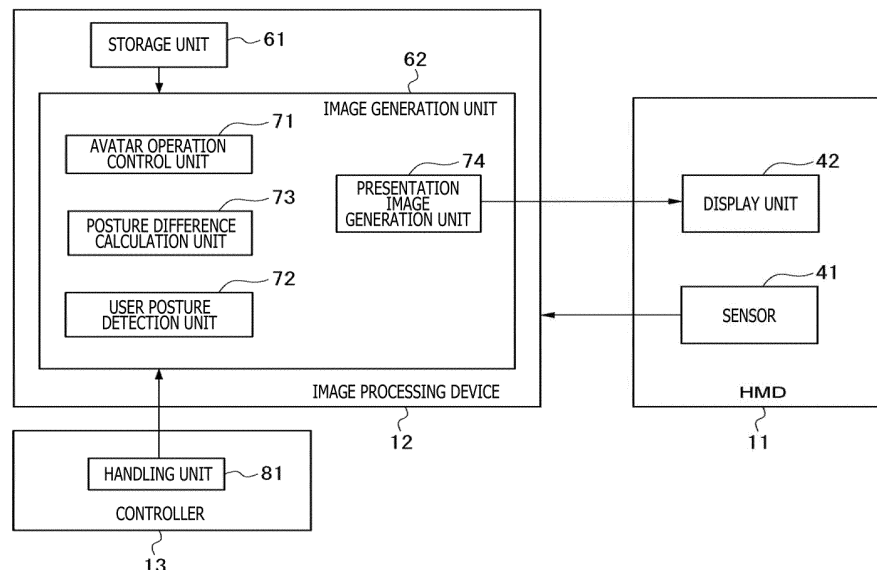 STORAGE UNIT
61
62
IMAGE GENERATION UNIT
71
AVATAR OPERATION
CONTROL UNIT
74
PRESENTATION
IMAGE
GENERATION UNIT
73
POSTURE DIFFERENCE
CALCULATION UNIT
72
USER POSTURE
DETECTION UNIT
IMAGE PROCESSING DEVICE
12
42
DISPLAY UNIT
41
SENSOR
HMD
11
HANDLING UNIT
81
CONTROLLER
13